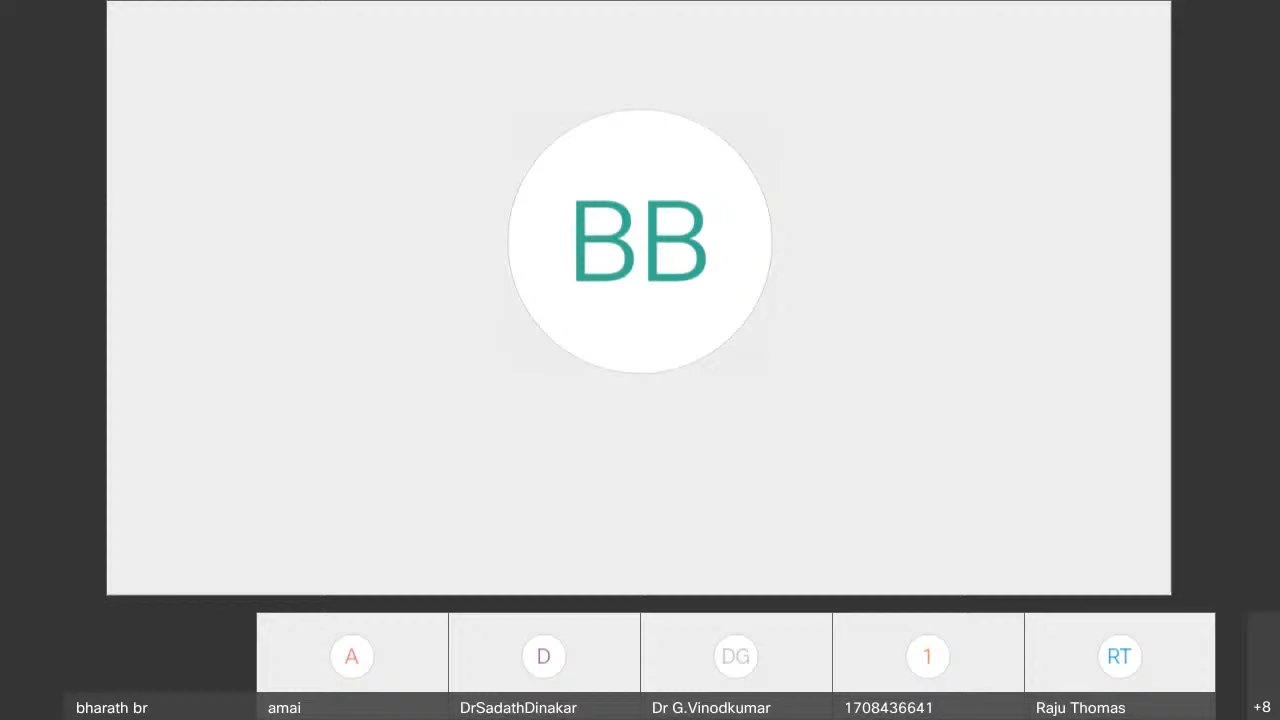 BB
A
D
DG
1
RT
bharath br
amai
DrSadathDinakar
Dr G.Vinodkumar
1708436641
Raju Thomas
+8